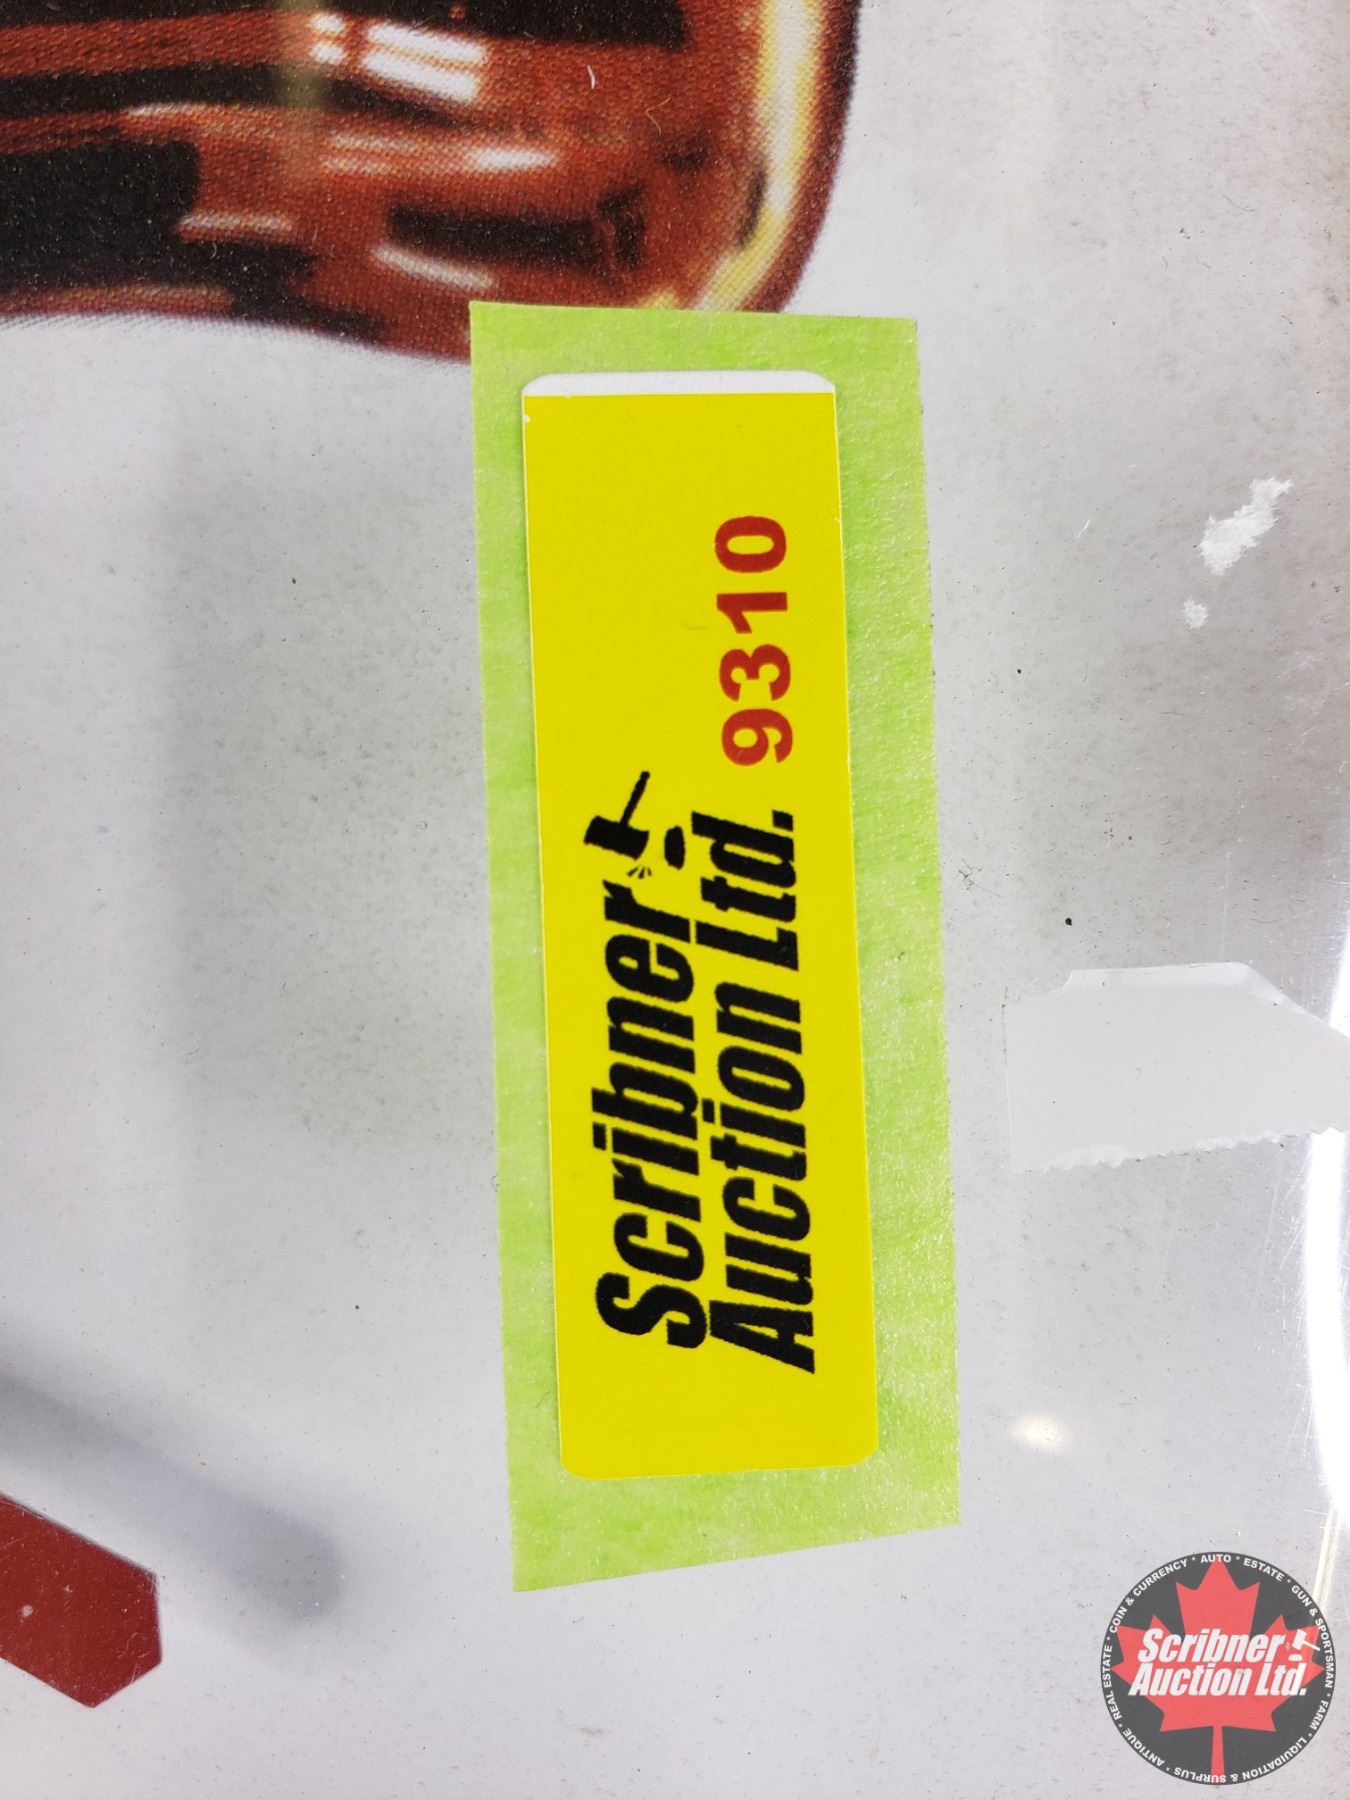 Scribner
Auction Ltd. 9310
Scribner
Auction Ltd.
REAL ESTATE * COIN & CURRENCY * AUTO * ESTATE * GUN & SPORTSMAN * FARM * LIQUIDATION & SURPLUS * ANTIQUE *